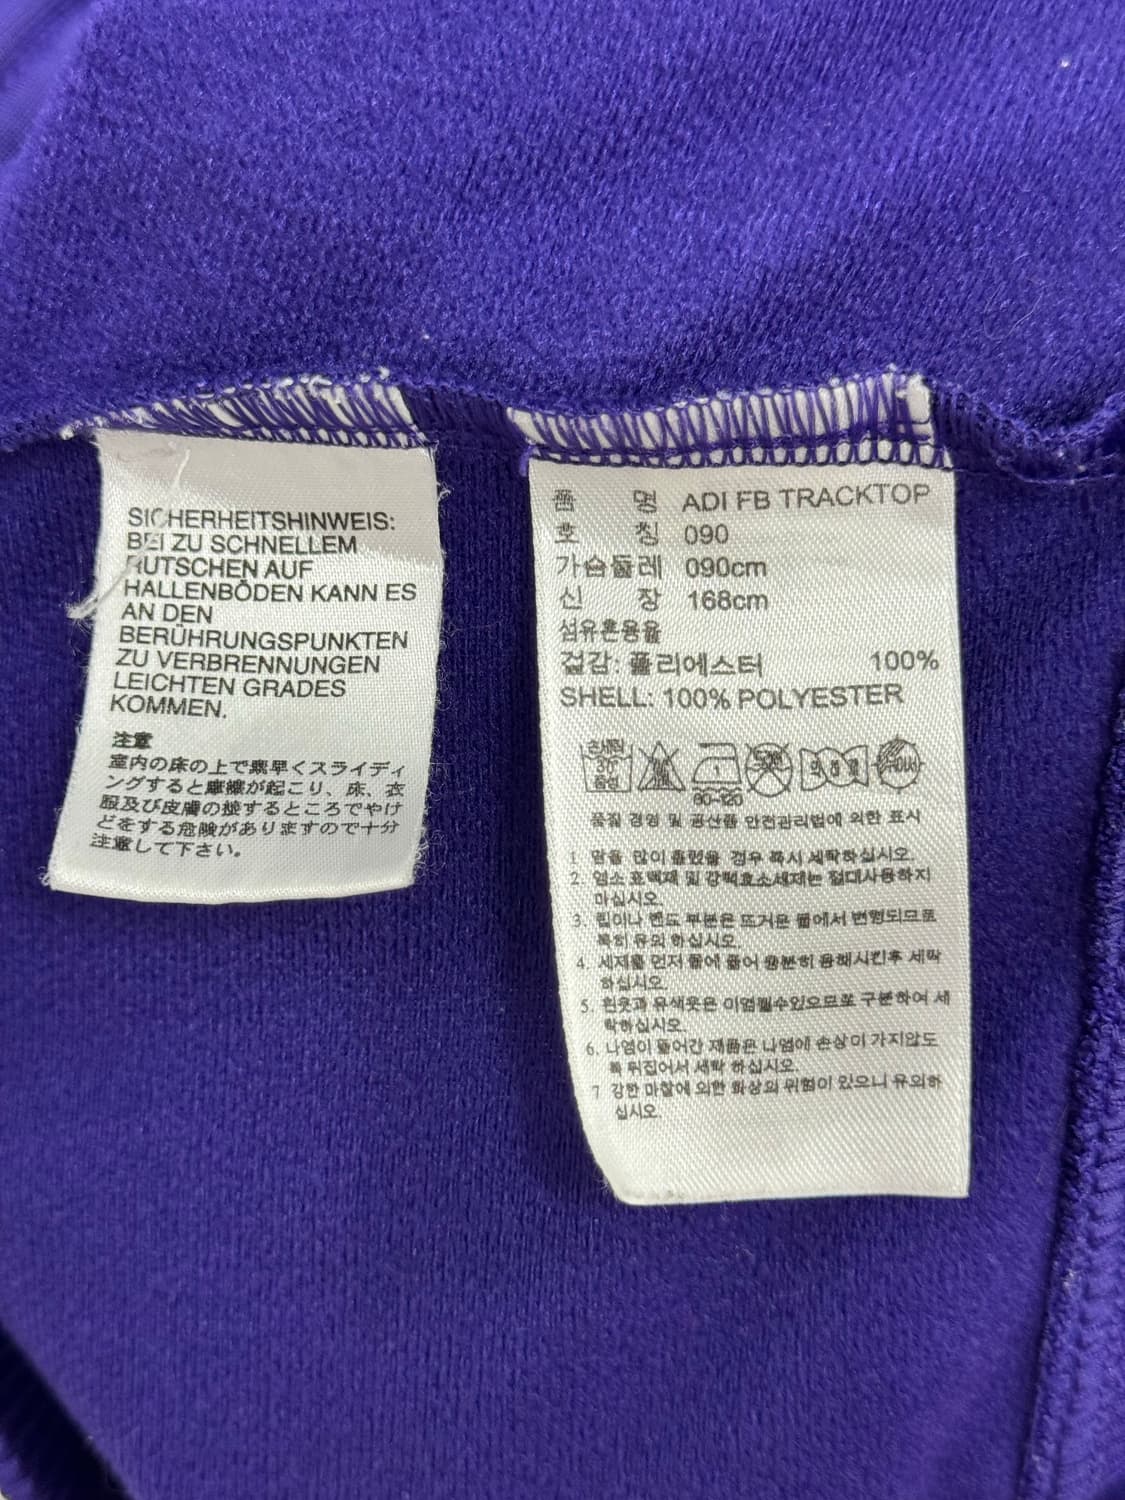 SICHERHEITSHINWEIS:
BEI ZU SCHNELLEM
RUTSCHEN AUF
HALLENBÖDEN KANN ES
AN DEN
BERÜHRUNGSPUNKTEN
ZU VERBRENNUNGEN
LEICHTEN GRADES
KOMMEN.
注意
室内の床の上で素早くスライディ
ングすると摩擦が起こり、床、衣
服及び皮膚の接するところでやけ
どをする危険がありますので十分
注意して下さい。
품 명 ADI FB TRACKTOP
호 칭 090
가슴둘레 090cm
신 장 168cm
섬유혼용율
겉감: 폴리에스터 100%
SHELL: 100% POLYESTER
80-120
품질 경영 및 공산품 안전관리법에 의한 표시
1 땀을 많이 흘렸을 경우 즉시 세탁하십시오.
2. 염소 표백제 및 강력효소세제는 절대사용하지
마십시오.
3. 립이나 밴드 부분은 뜨거운 물에서 변형되므로
특히 유의 하십시오.
4. 세제를 먼저 물에 풀어 충분히 용해시킨후 세탁
하십시오.
5. 흰옷과 유색옷은 이염될수있으므로 구분하여 세
탁하십시오.
6. 나염이 들어간 제품은 나염에 손상이 가지않도
록 뒤집어서 세탁 하십시오.
7 강한 마찰에 의한 화상의 위험이 있으니 유의하
십시오.